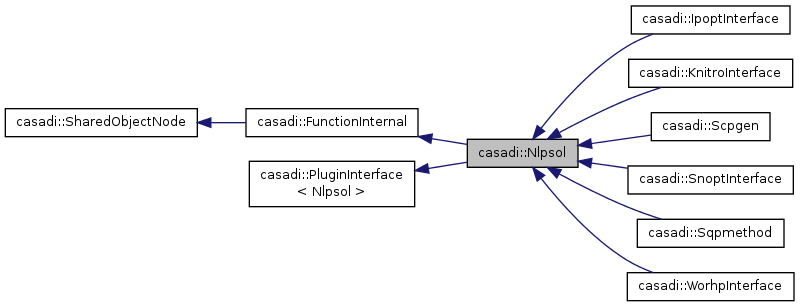 casadi::SharedObjectNode
casadi::FunctionInternal
casadi::PluginInterface
< Nlpsol >
casadi::Nlpsol
casadi::IpoptInterface
casadi::KnitroInterface
casadi::Scpgen
casadi::SnoptInterface
casadi::Sqpmethod
casadi::WorhpInterface